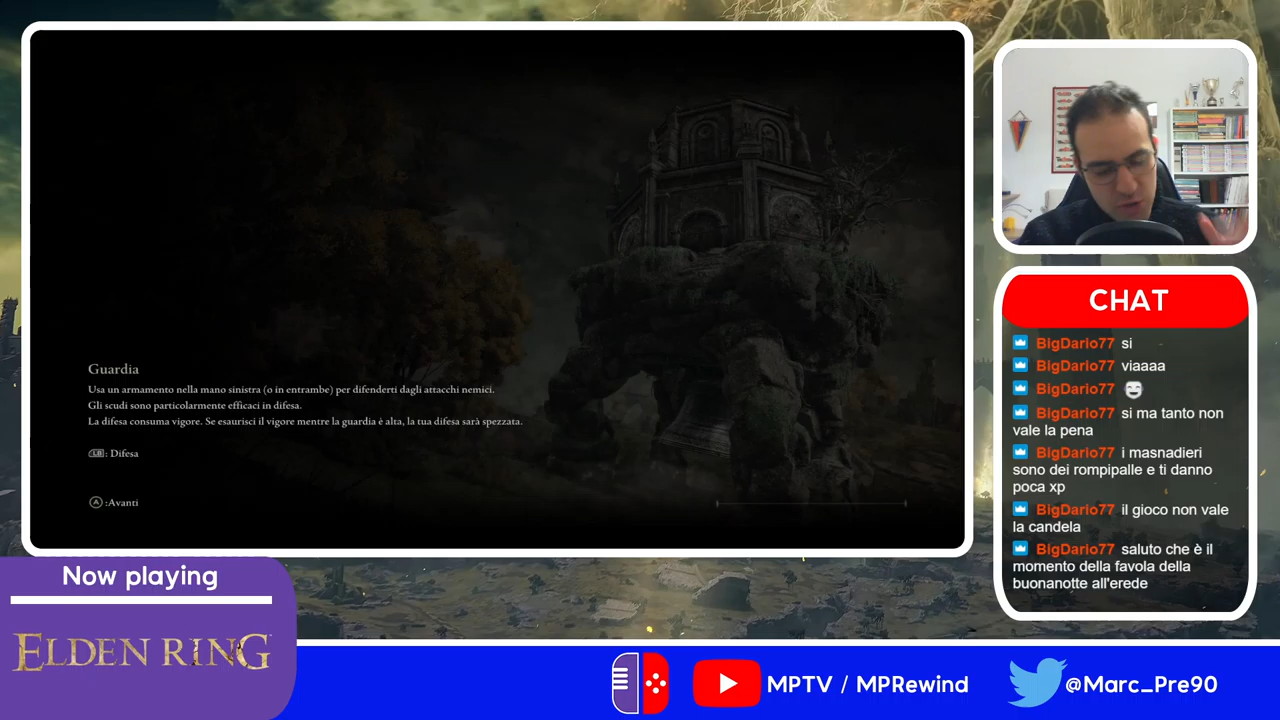 Guardia
Usa un armamento nella mano sinistra (o in entrambe) per difenderti dagli attacchi nemici.
Gli scudi sono particolarmente efficaci in difesa.
La difesa consuma vigore. Se esaurisci il vigore mentre la guardia è alta, la tua difesa sarà spezzata.
LB: Difesa
A:Avanti
CHAT
BigDario77 si
BigDario77 viaaaa
BigDario77
BigDario77 si ma tanto non
vale la pena
BigDario77 i masnadieri
sono dei rompipalle e ti danno
poca xp
BigDario77 il gioco non vale
la candela
BigDario77 saluto che è il
momento della favola della
buonanotte all'erede
Now playing
ELDEN RING
MPTV / MPRewind
@Marc_Pre90